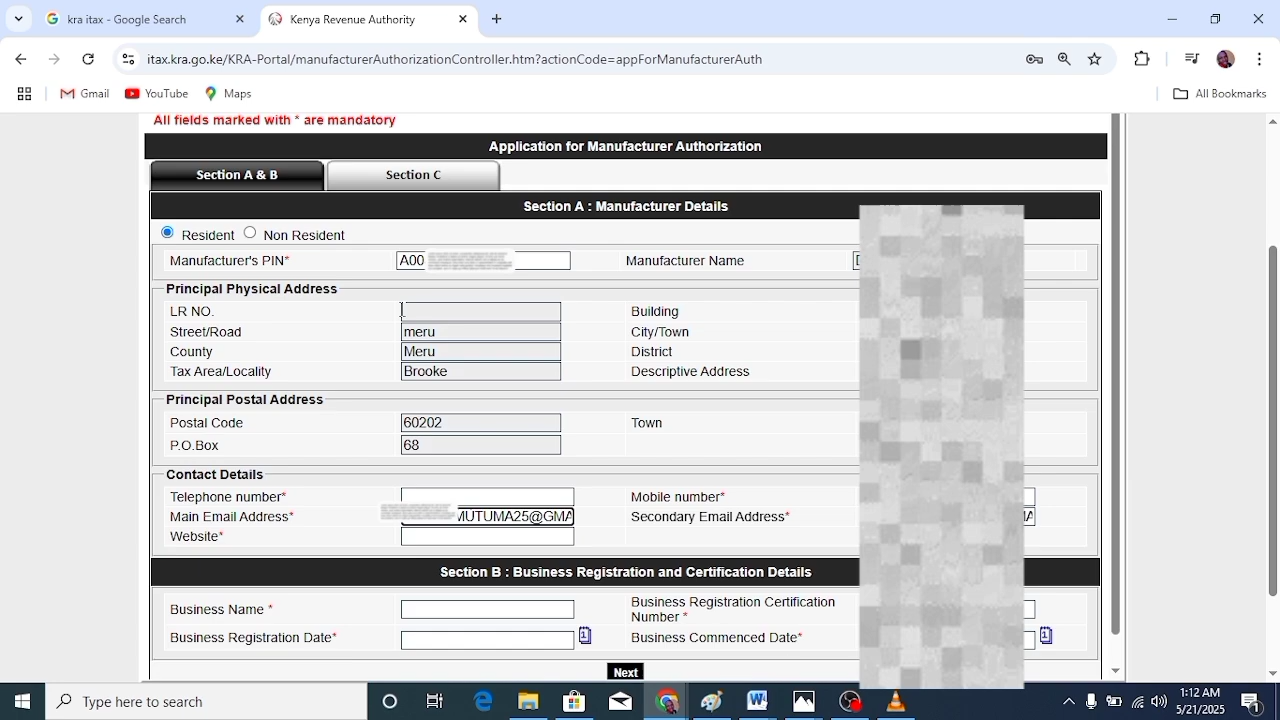 kra itax - Google Search
Kenya Revenue Authority
itax.kra.go.ke/KRA-Portal/manufacturerAuthorizationController.htm?actionCode=appForManufacturerAuth
Gmail YouTube Maps All Bookmarks
All fields marked with * are mandatory
Application for Manufacturer Authorization
Section A & B Section C
Section A : Manufacturer Details
Resident Non Resident
Manufacturer's PIN* A00 Manufacturer Name
Principal Physical Address
LR NO. Building
Street/Road meru City/Town
County Meru District
Tax Area/Locality Brooke Descriptive Address
Principal Postal Address
Postal Code 60202 Town
P.O.Box 68
Contact Details
Telephone number* Mobile number*
Main Email Address* MUTUMA25@GMA Secondary Email Address*
Website*
Section B : Business Registration and Certification Details
Business Name * Business Registration Certification
Number *
Business Registration Date* Business Commenced Date*
Next
Type here to search
1:12 AM
5/21/2025